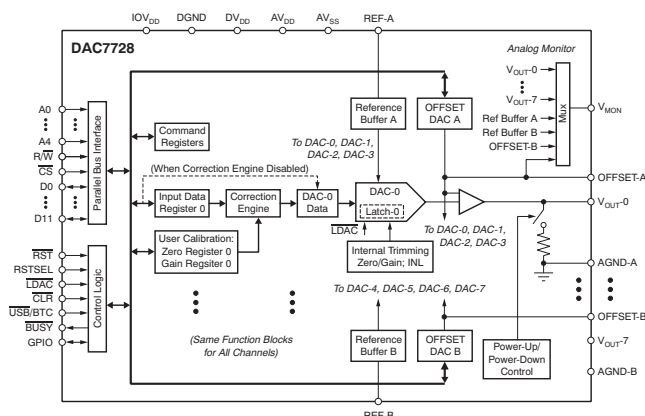 IOVDD DGND DVDD AVDD AVSS REF-A
DAC7728
Analog Monitor
VOUT-0
VOUT-7
Ref Buffer A
Ref Buffer B
OFFSET-B
Mux
VMON
A0
A4
R/W
CS
D0
D11
Parallel Bus Interface
Command
Registers
Reference
Buffer A
OFFSET
DAC A
To DAC-0, DAC-1,
DAC-2, DAC-3
OFFSET-A
(When Correction Engine Disabled)
Input Data
Register 0
Correction
Engine
DAC-0
Data
DAC-0
Latch-0
LDAC
VOUT-0
To DAC-0, DAC-1,
DAC-2, DAC-3
User Calibration:
Zero Register 0
Gain Regsiter 0
Internal Trimming
Zero/Gain; INL
AGND-A
RST
RSTSEL
LDAC
CLR
USB/BTC
BUSY
GPIO
Control Logic
To DAC-4, DAC-5, DAC-6, DAC-7
OFFSET-B
(Same Function Blocks
for All Channels)
Reference
Buffer B
OFFSET
DAC B
Power-Up/
Power-Down
Control
VOUT-7
AGND-B
REF-B